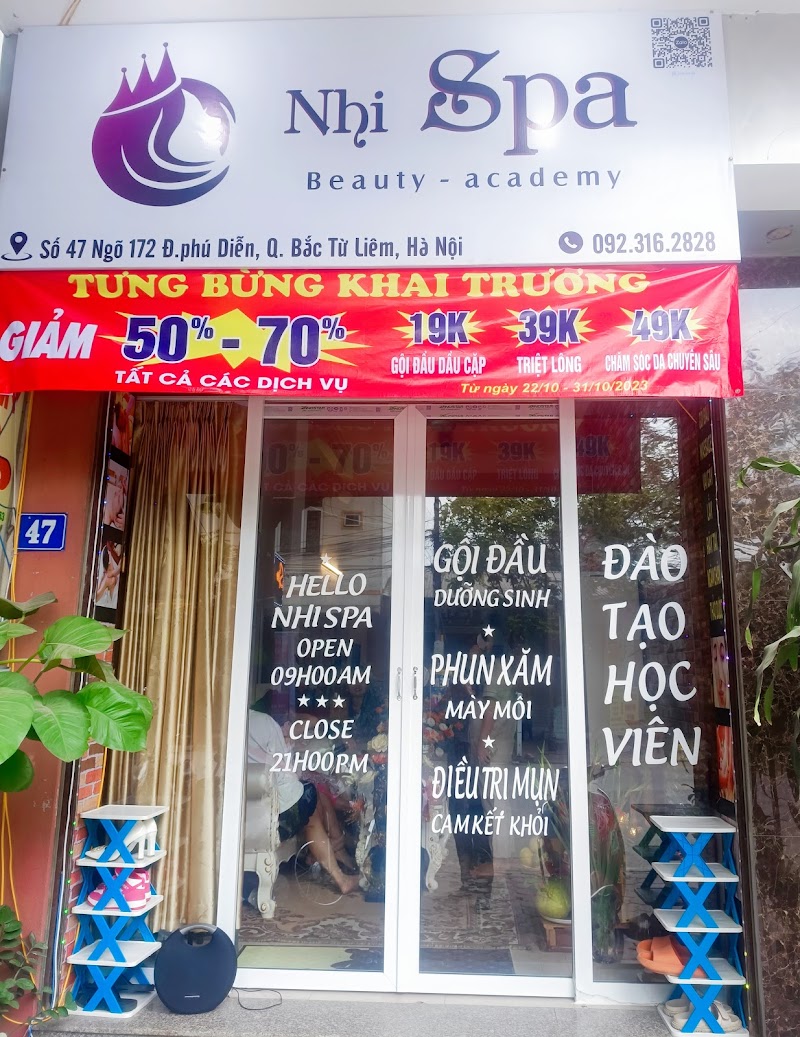 Nhi Spa
Beauty - academy
Số 47 Ngõ 172 Đ.phú Diễn, Q. Bắc Từ Liêm, Hà Nội
092.316.2828
TƯNG BỪNG KHAI TRƯƠNG
GIẢM 50% - 70%
TẤT CẢ CÁC DỊCH VỤ
19K
GỘI ĐẦU DẦU CẶP
39K
TRIỆT LÔNG
49K
CHĂM SÓC DA CHUYÊN SÂU
Từ ngày 22/10 - 31/10/2023
47
HELLO
NHI SPA
OPEN
09H00AM
CLOSE
21H00PM
GỘI ĐẦU
DƯỠNG SINH
PHUN XĂM
MÀY MÔI
ĐIỀU TRI MỤN
CAM KẾT KHỎI
ĐÀO
TẠO
HỌC
VIÊN